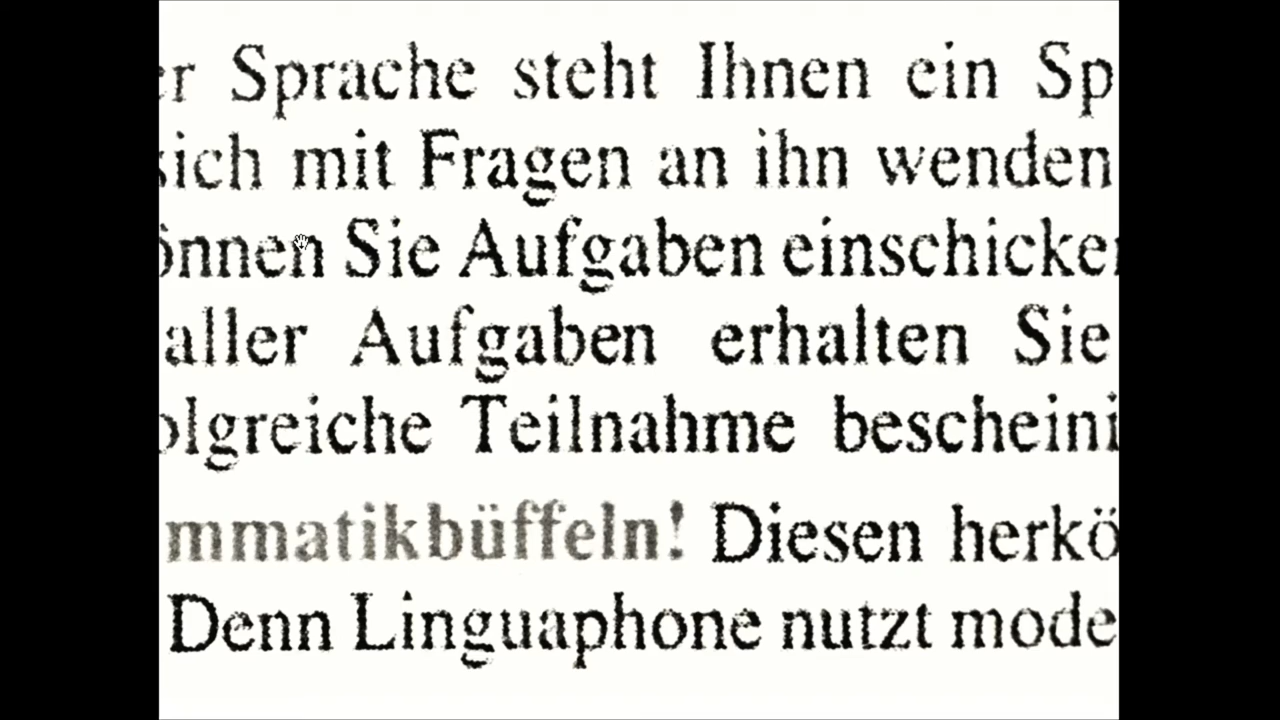 er Sprache steht Ihnen ein Sp
sich mit Fragen an ihn wenden
önnen Sie Aufgaben einschicken
aller Aufgaben erhalten Sie
olgreiche Teilnahme bescheini
mmatikbüffeln! Diesen herkö
Denn Linguaphone nutzt mode